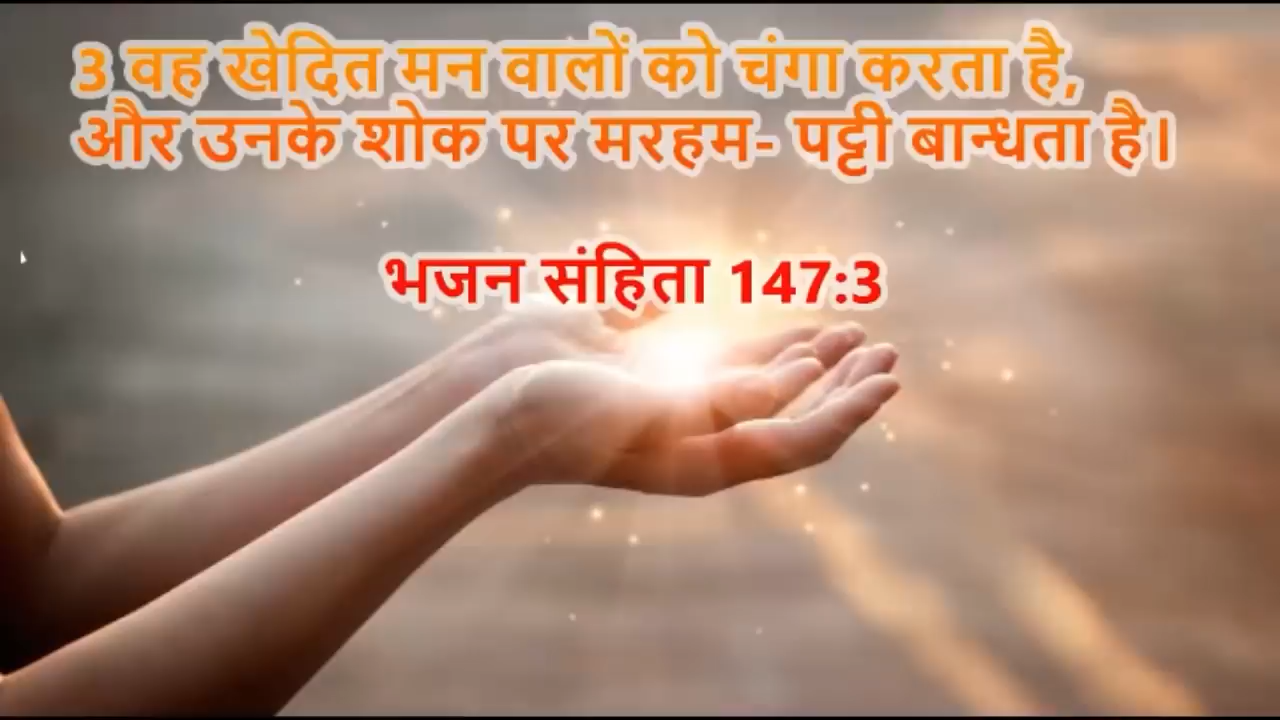 3 वह खेदित मन वालों को चंगा करता है,
और उनके शोक पर मरहम- पट्टी बान्धता है।
भजन संहिता 147:3